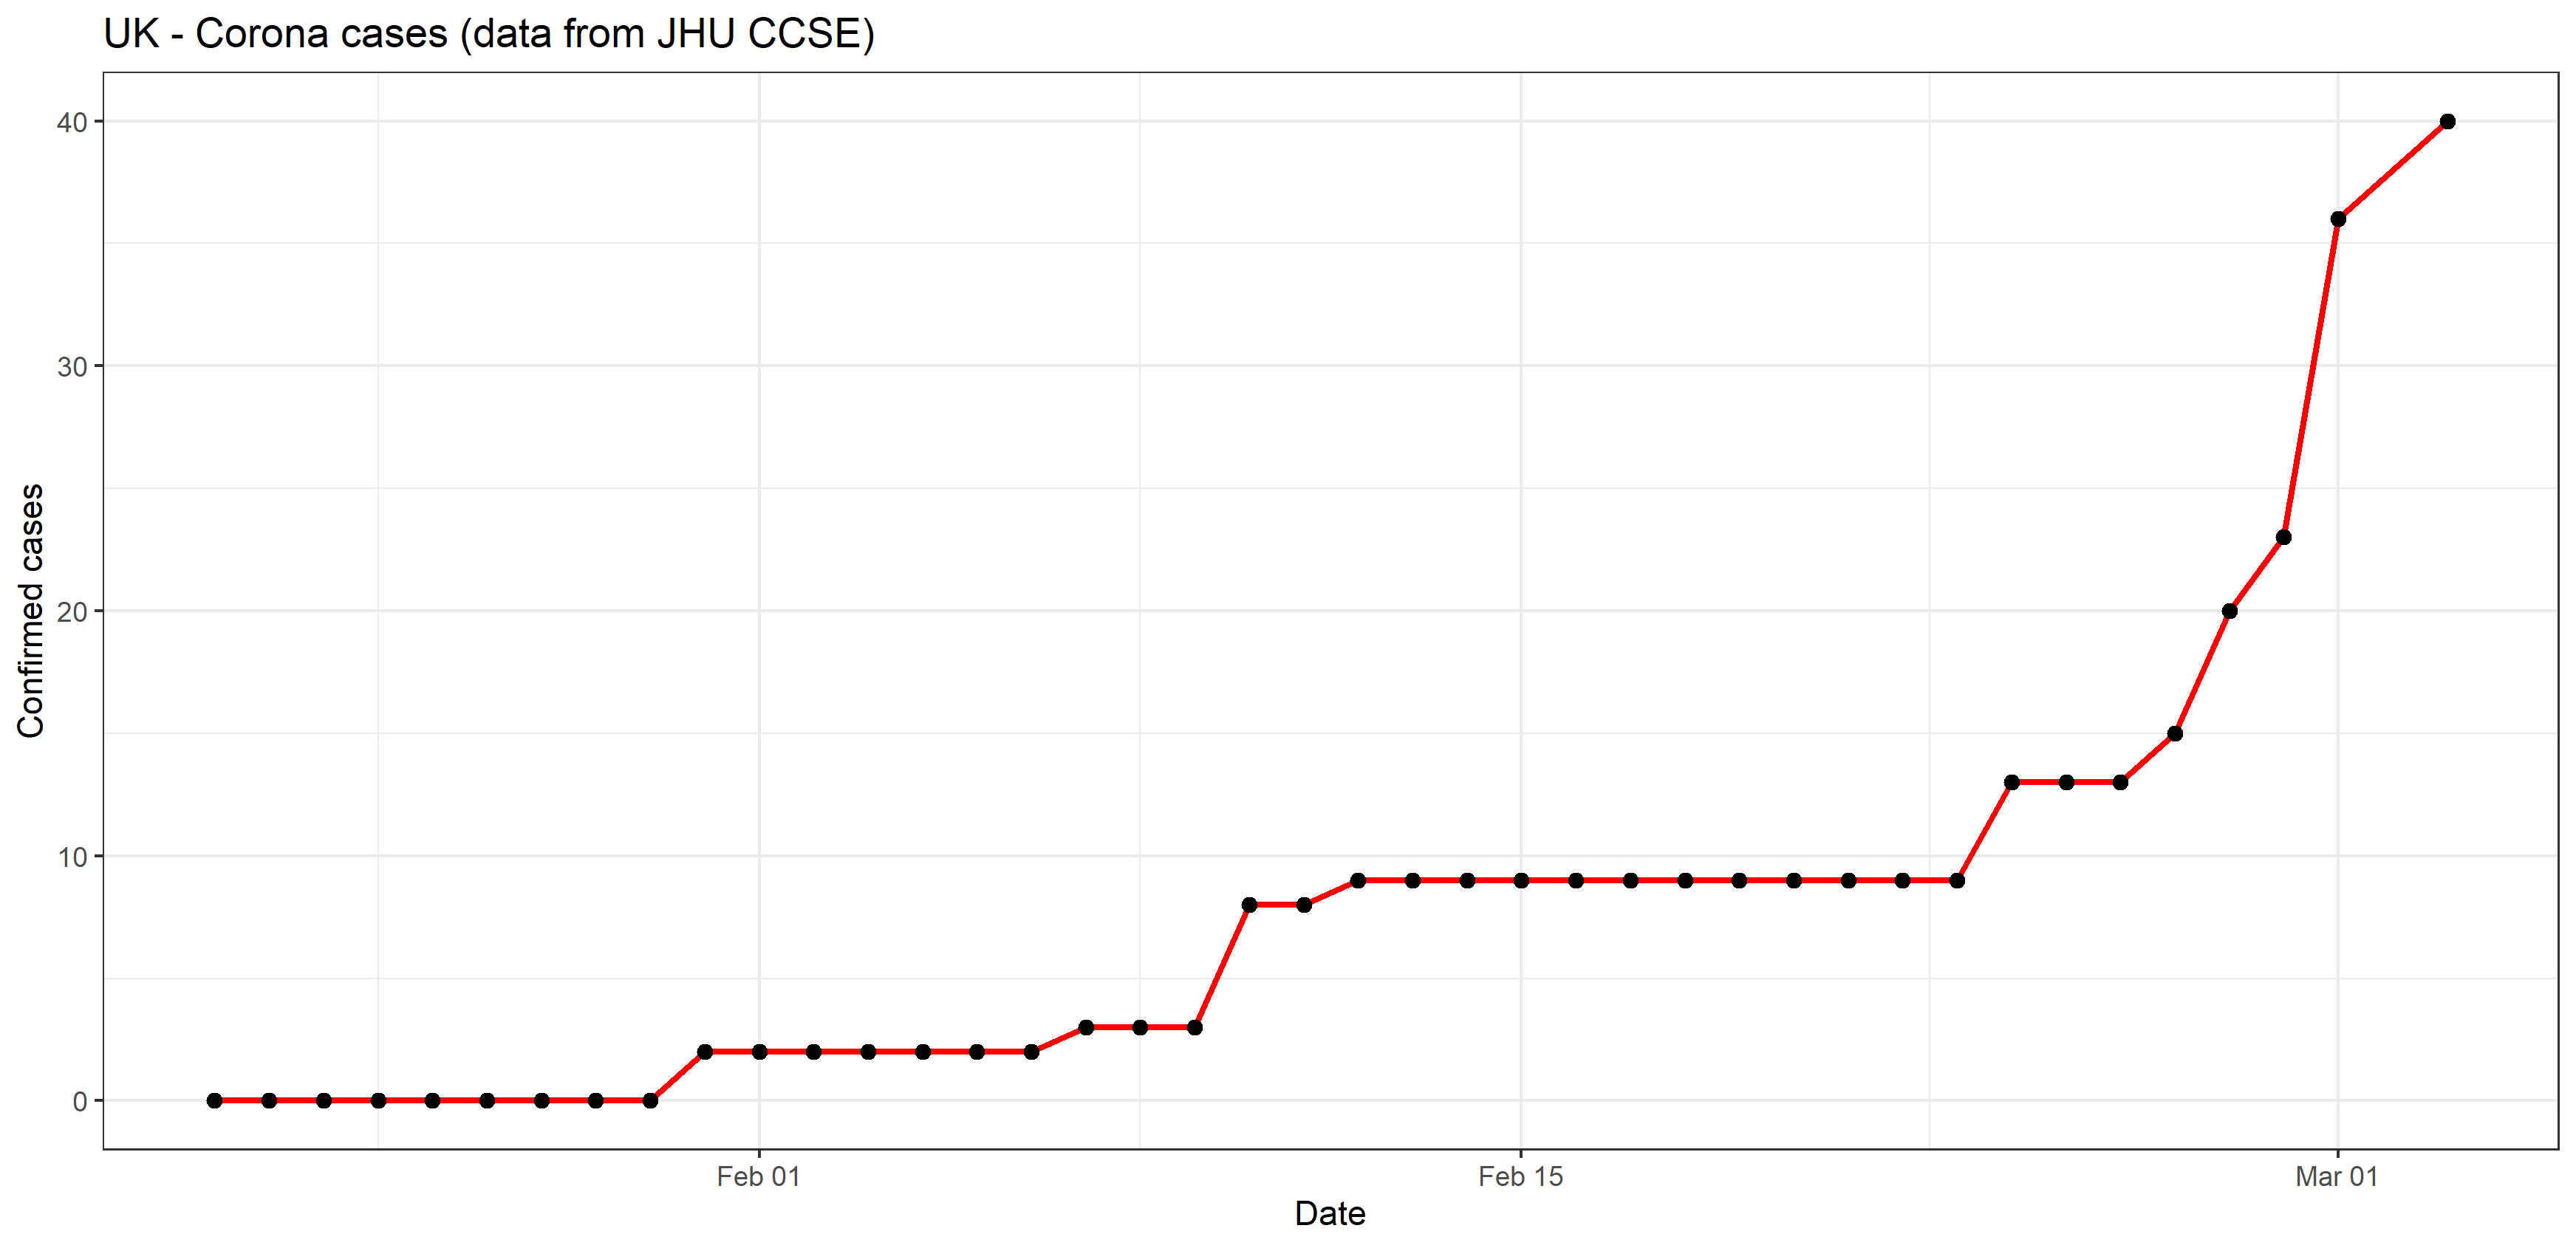 UK - Corona cases (data from JHU CCSE)
40
30
20
10
0
Confirmed cases
Feb 01
Feb 15
Mar 01
Date